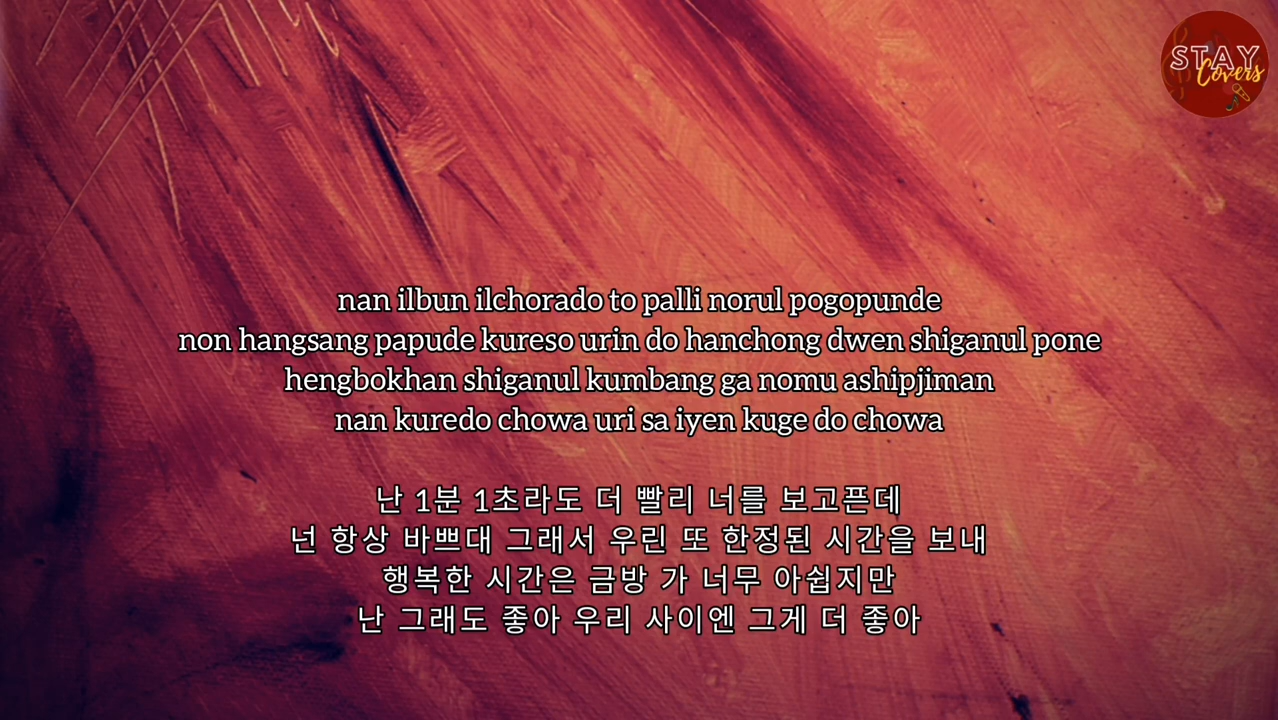 STAY
Covers
nan ilbun ilchorado to palli norul pogopunde
non hangsang papude kureso urin do hanchong dwen shiganul pone
hengbokhan shiganul kumbang ga nomu ashipjiman
nan kuredo chowa uri sa iyen kuge do chowa
난 1분 1초라도 더 빨리 너를 보고픈데
넌 항상 바쁘대 그래서 우린 또 한정된 시간을 보내
행복한 시간은 금방 가 너무 아쉽지만
난 그래도 좋아 우리 사이엔 그게 더 좋아